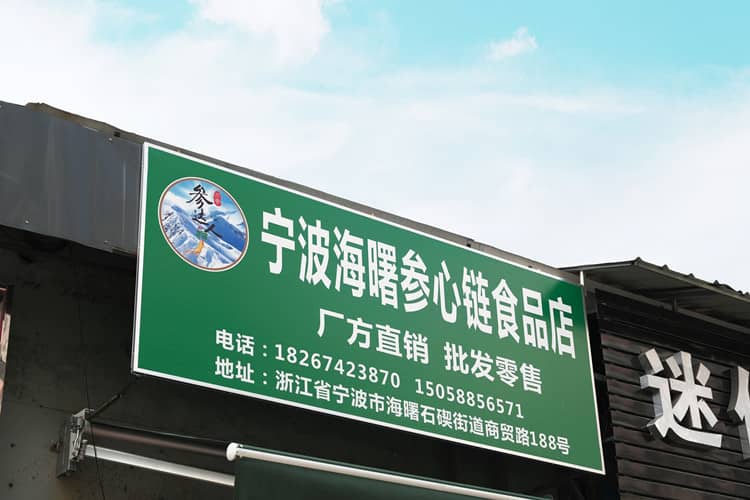 参达人
宁波海曙参心链食品店
厂方直销 批发零售
电话：18267423870 15058856571
地址：浙江省宁波市海曙石碶街道商贸路188号
迷